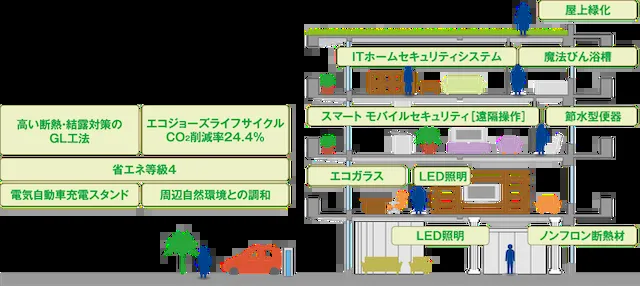 屋上緑化
ITホームセキュリティシステム
魔法びん浴槽
高い断熱・結露対策の
GL工法
エコジョーズライフサイクル
CO₂削減率24.4%
スマート モバイルセキュリティ[遠隔操作]
節水型便器
省エネ等級4
エコガラス
LED照明
電気自動車充電スタンド
周辺自然環境との調和
LED照明
ノンフロン断熱材